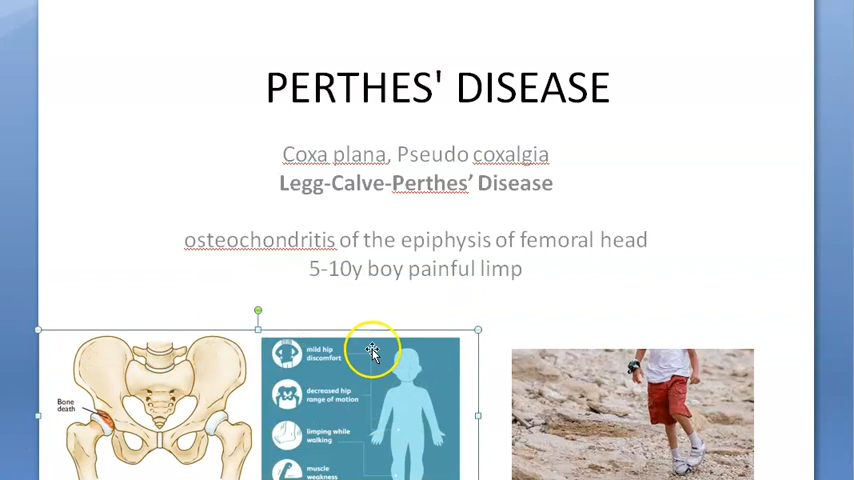 PERTHES' DISEASE
Coxa plana, Pseudo coxalgia
Legg-Calve-Perthes’ Disease
osteochondritis of the epiphysis of femoral head
5-10y boy painful limp
Bone
death
mild hip
discomfort
decreased hip
range of motion
limping while
walking
muscle
weakness